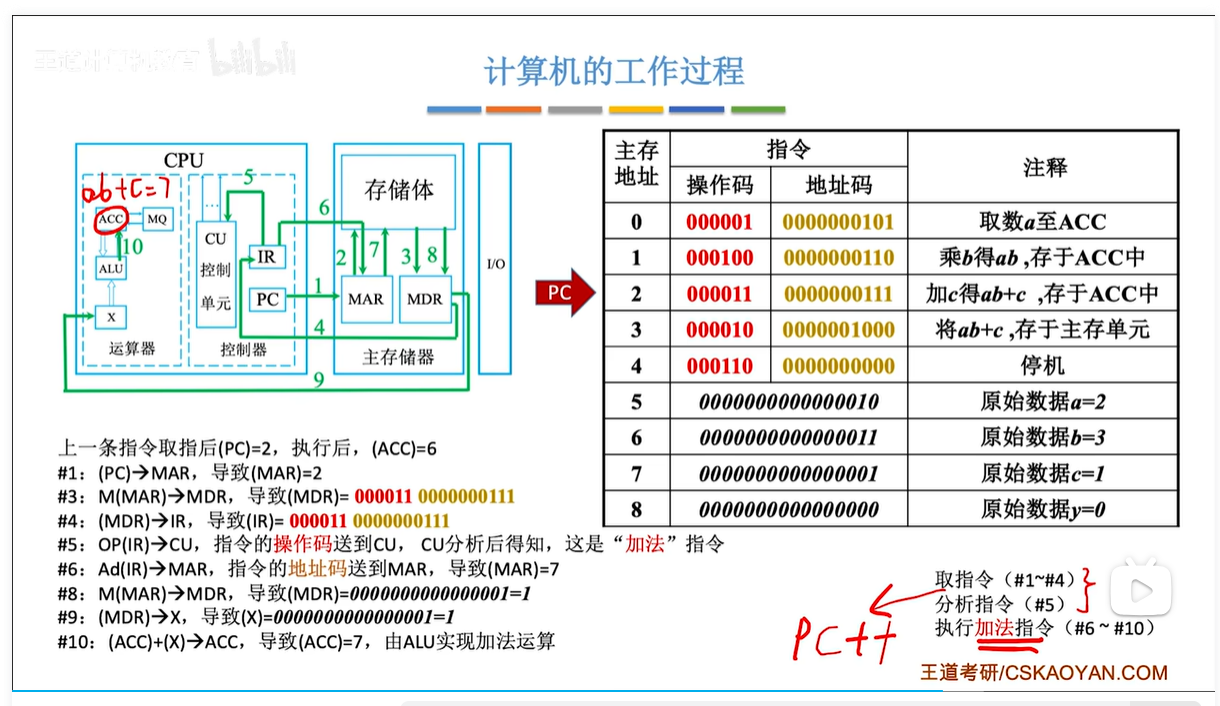 bilibili
计算机的工作过程
CPU
ab+c=7
ACC
MQ
10
ALU
X
运算器
5
...
CU
控制
单元
IR
PC
控制器
6
2
7
3
8
1
4
9
存储体
MAR
MDR
主存储器
I/O
PC
主存地址 指令 注释
操作码 地址码
0 000001 0000000101 取数a至ACC
1 000100 0000000110 乘b得ab ,存于ACC中
2 000011 0000000111 加c得ab+c ,存于ACC中
3 000010 0000001000 将ab+c ,存于主存单元
4 000110 0000000000 停机
5 0000000000000010 原始数据a=2
6 0000000000000011 原始数据b=3
7 0000000000000001 原始数据c=1
8 0000000000000000 原始数据y=0
上一条指令取指后(PC)=2，执行后，(ACC)=6
#1：(PC)→MAR，导致(MAR)=2
#3：M(MAR)→MDR，导致(MDR)= 000011 0000000111
#4：(MDR)→IR，导致(IR)= 000011 0000000111
#5：OP(IR)→CU，指令的操作码送到CU， CU分析后得知，这是“加法”指令
#6：Ad(IR)→MAR，指令的地址码送到MAR，导致(MAR)=7
#8：M(MAR)→MDR，导致(MDR)=0000000000000001=1
#9：(MDR)→X，导致(X)=0000000000000001=1
#10：(ACC)+(X)→ACC，导致(ACC)=7，由ALU实现加法运算
取指令（#1~#4）
分析指令（#5）
执行加法指令（#6 ~ #10）
PC++
王道考研/CSKAOYAN.COM